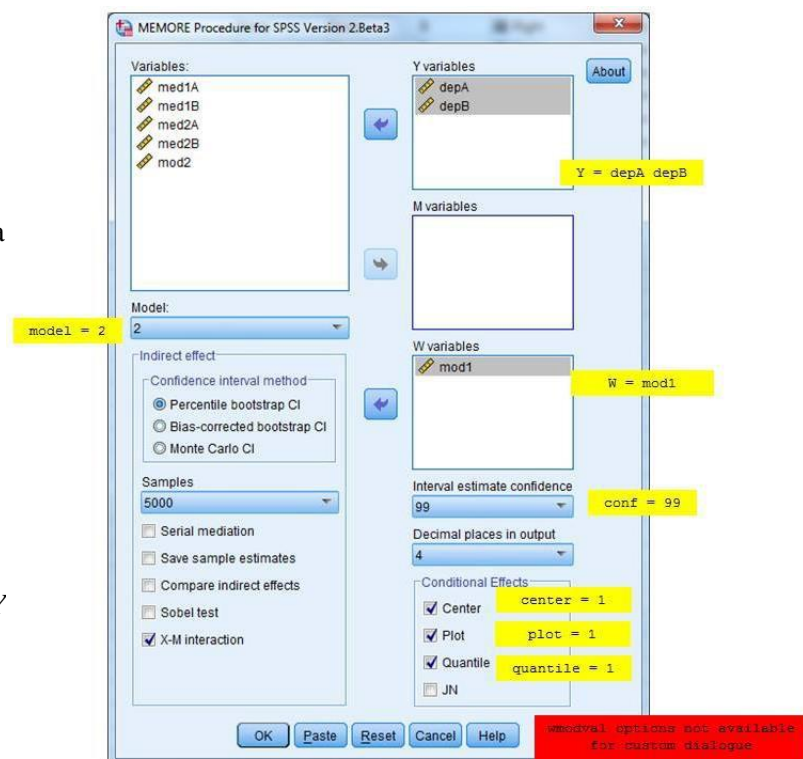 MEMORE Procedure for SPSS Version 2.Beta3
Variables:
med1A
med1B
med2A
med2B
mod2
Y variables
depA
depB
About
Y = depA depB
M variables
a
Model:
2
model = 2
W variables
mod1
W = mod1
Indirect effect
Confidence interval method
Percentile bootstrap CI
Bias-corrected bootstrap CI
Monte Carlo CI
Samples
5000
Serial mediation
Save sample estimates
Compare indirect effects
Sobel test
X-M interaction
y
Interval estimate confidence
99
conf = 99
Decimal places in output
4
Conditional Effects
Center
center = 1
Plot
plot = 1
Quantile
quantile = 1
JN
OK
Paste
Reset
Cancel
Help
wmodval options not available
for custom dialogue